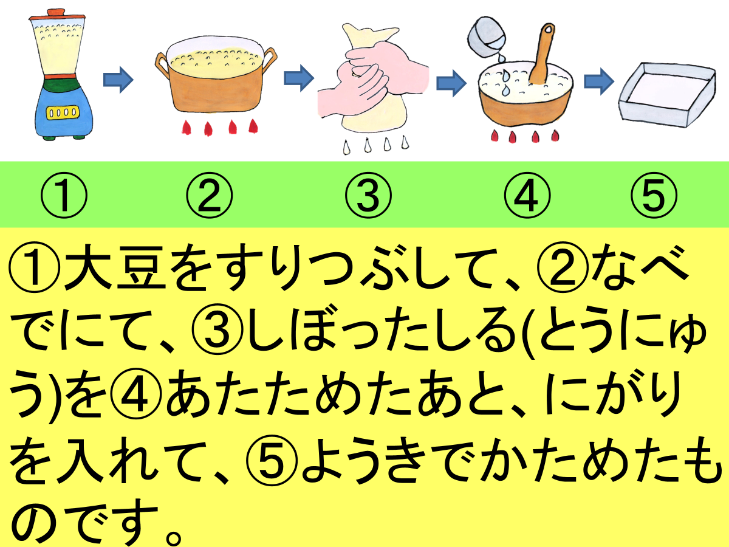 ① ② ③ ④ ⑤
①大豆をすりつぶして、②なべ
でにて、③しぼったしる(とうにゅ
う)を④あたためたあと、にがり
を入れて、⑤ようきでかためたも
のです。